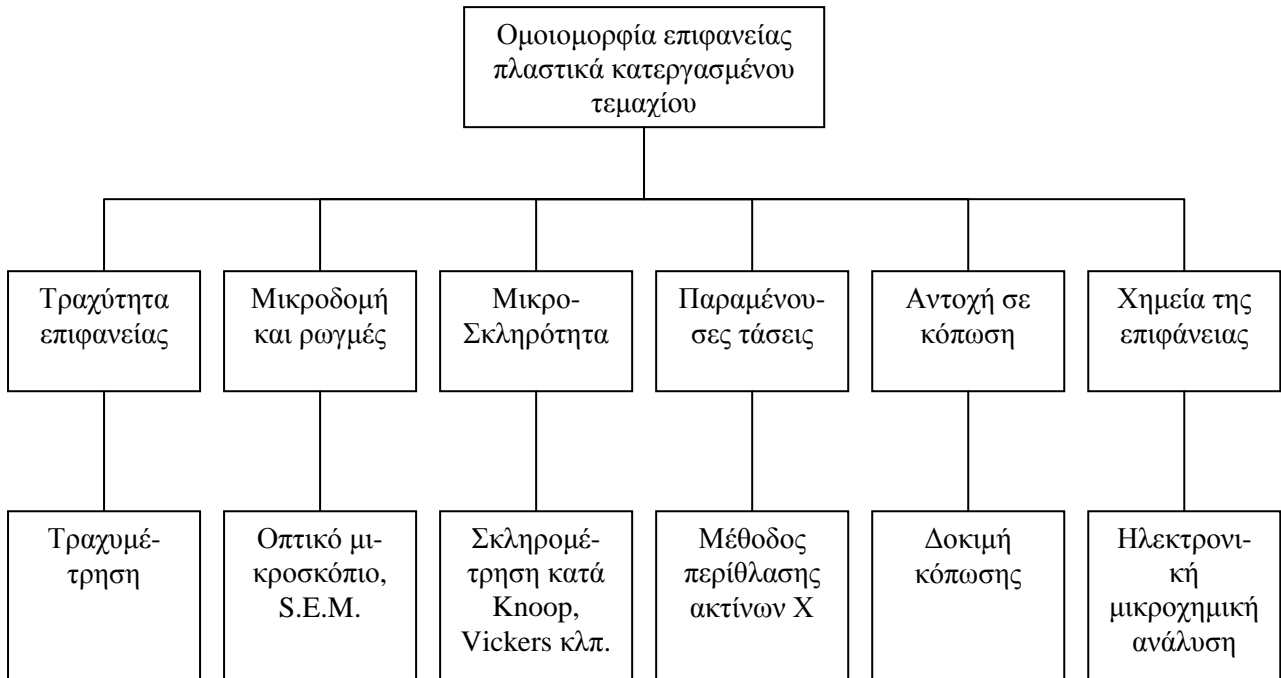 Ομοιομορφία επιφανείας
πλαστικά κατεργασμένου
τεμαχίου
Τραχύτητα
επιφανείας
Μικροδομή
και ρωγμές
Μικρο-
Σκληρότητα
Παραμένου-
σες τάσεις
Αντοχή σε
κόπωση
Χημεία της
επιφάνειας
Τραχυμέ-
τρηση
Οπτικό μι-
κροσκόπιο,
S.E.M.
Σκληρομέ-
τρηση κατά
Knoop,
Vickers κλπ.
Μέθοδος
περίθλασης
ακτίνων Χ
Δοκιμή
κόπωσης
Ηλεκτρονι-
κή
μικροχημική
ανάλυση